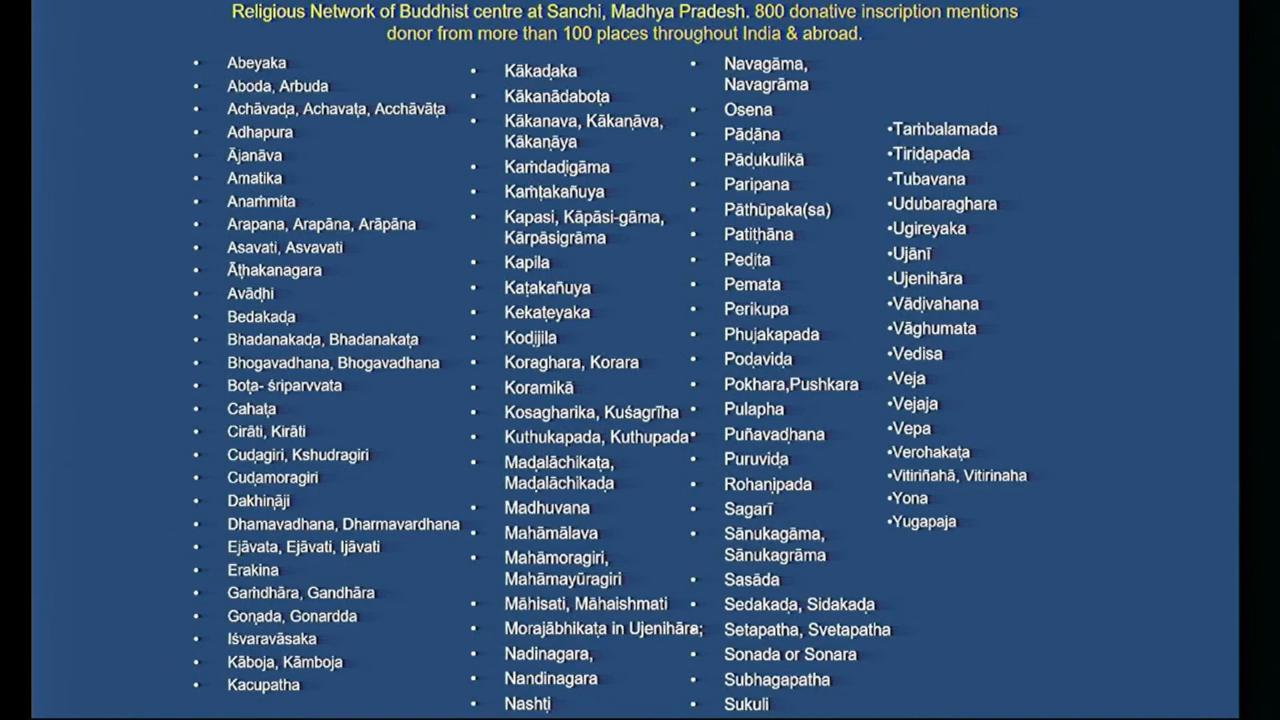 Religious Network of Buddhist centre at Sanchi, Madhya Pradesh. 800 donative inscription mentions
donor from more than 100 places throughout India & abroad.
• Abeyaka
• Aboda, Arbuda
• Achāvaḍa, Achavaṭa, Acchāvāṭa
• Adhapura
• Ājanāva
• Amatika
• Anaṁmita
• Arapana, Arapāna, Arāpāna
• Asavati, Asvavati
• Āṭhakanagara
• Avāḍhi
• Bedakaḍa
• Bhadanakaḍa, Bhadanakaṭa
• Bhogavadhana, Bhogavadhana
• Boṭa- śriparvvata
• Cahaṭa
• Cirāti, Kirāti
• Cuḍagiri, Kshudragiri
• Cuḍamoragiri
• Dakhiṇāji
• Dhamavadhana, Dharmavardhana
• Ejāvata, Ejāvati, Ijāvati
• Erakina
• Gaṁdhāra, Gandhāra
• Goṇada, Gonardda
• Iśvaravāsaka
• Kāboja, Kāmboja
• Kacupatha
• Kākaḍaka
• Kākanādaboṭa
• Kākanava, Kākaṇāva,
Kākaṇāya
• Kaṁdaḍigāma
• Kaṁṭakañuya
• Kapasi, Kāpāsi-gāma,
Kārpāsigrāma
• Kapila
• Kaṭakañuya
• Kekaṭeyaka
• Koḍijila
• Koraghara, Korara
• Koramikā
• Kosagharika, Kuśagrīha
• Kuthukapada, Kuthupada
• Maḍalāchikaṭa,
Maḍalāchikaḍa
• Madhuvana
• Mahāmālava
• Mahāmoragiri,
Mahāmayūragiri
• Māhisati, Māhaishmati
• Morajābhikaṭa in Ujenihāra;
• Nadinagara,
• Nandinagara
• Nashṭi
• Navagāma,
Navagrāma
• Osena
• Pāḍāna
• Pāḍukulikā
• Paripana
• Pāthūpaka(sa)
• Patiṭhāna
• Peḍita
• Pemata
• Perikupa
• Phujakapada
• Poḍaviḍa
• Pokhara,Pushkara
• Pulapha
• Puñavaḍhana
• Puruviḍa
• Rohaṇipada
• Sagarī
• Sānukagāma,
Sānukagrāma
• Sasāda
• Sedakaḍa, Sidakaḍa
Setapatha, Svetapatha
• Sonada or Sonara
• Subhagapatha
• Sukuli
•Taṁbalamada
•Tiriḍapada
•Tubavana
•Udubaraghara
•Ugireyaka
•Ujānī
•Ujenihāra
•Vāḍivahana
•Vāghumata
•Vedisa
•Veja
•Vejaja
•Vepa
•Verohakaṭa
•Vitiriñahā, Vitirinaha
•Yona
•Yugapaja